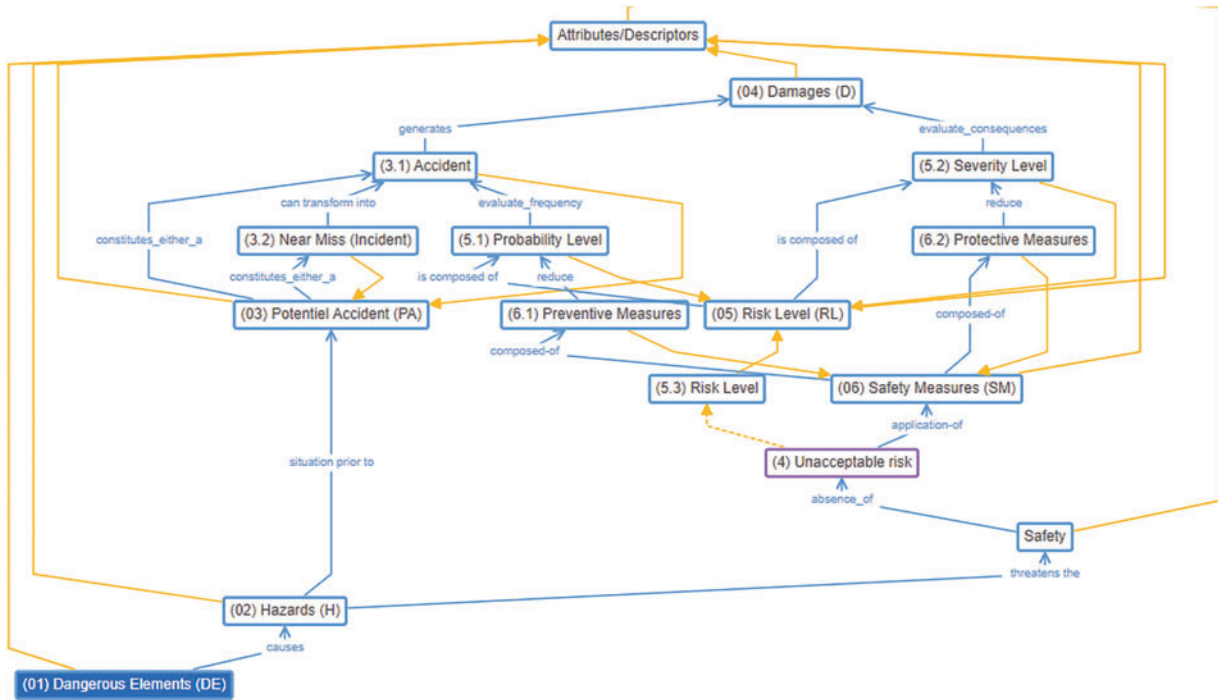 Attributes/Descriptors
(04) Damages (D)
generates
evaluate_consequences
(3.1) Accident
(5.2) Severity Level
can transform into
evaluate_frequency
reduce
constitutes_either_a
(3.2) Near Miss (Incident)
(5.1) Probability Level
is composed of
(6.2) Protective Measures
constitutes_either_a
is composed of
reduce
(03) Potentiel Accident (PA)
(6.1) Preventive Measures
(05) Risk Level (RL)
composed-of
composed-of
(5.3) Risk Level
(06) Safety Measures (SM)
application-of
situation prior to
(4) Unacceptable risk
absence_of
Safety
threatens the
(02) Hazards (H)
causes
(01) Dangerous Elements (DE)